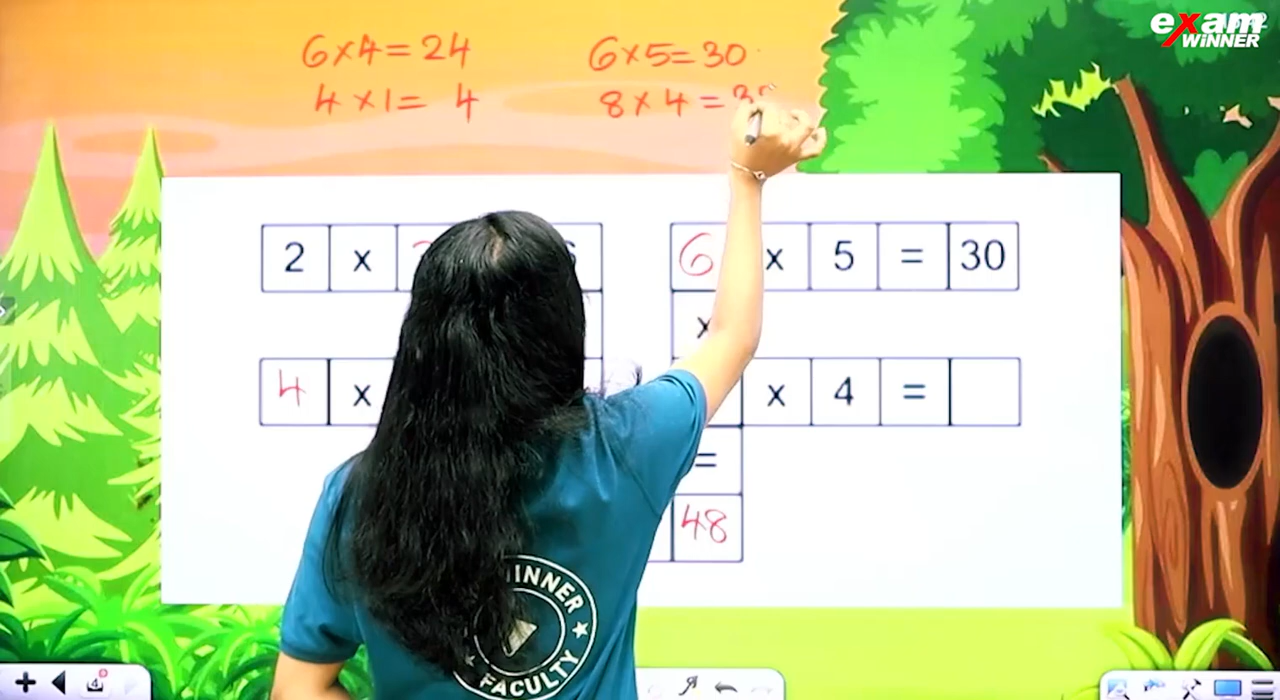 exam
WINNER
6×4=24 6×5=30
4×1= 4 8×4=
2 x 6 x 5 = 30
x
4 x x 4 =
=
48
WINNER
FACULTY